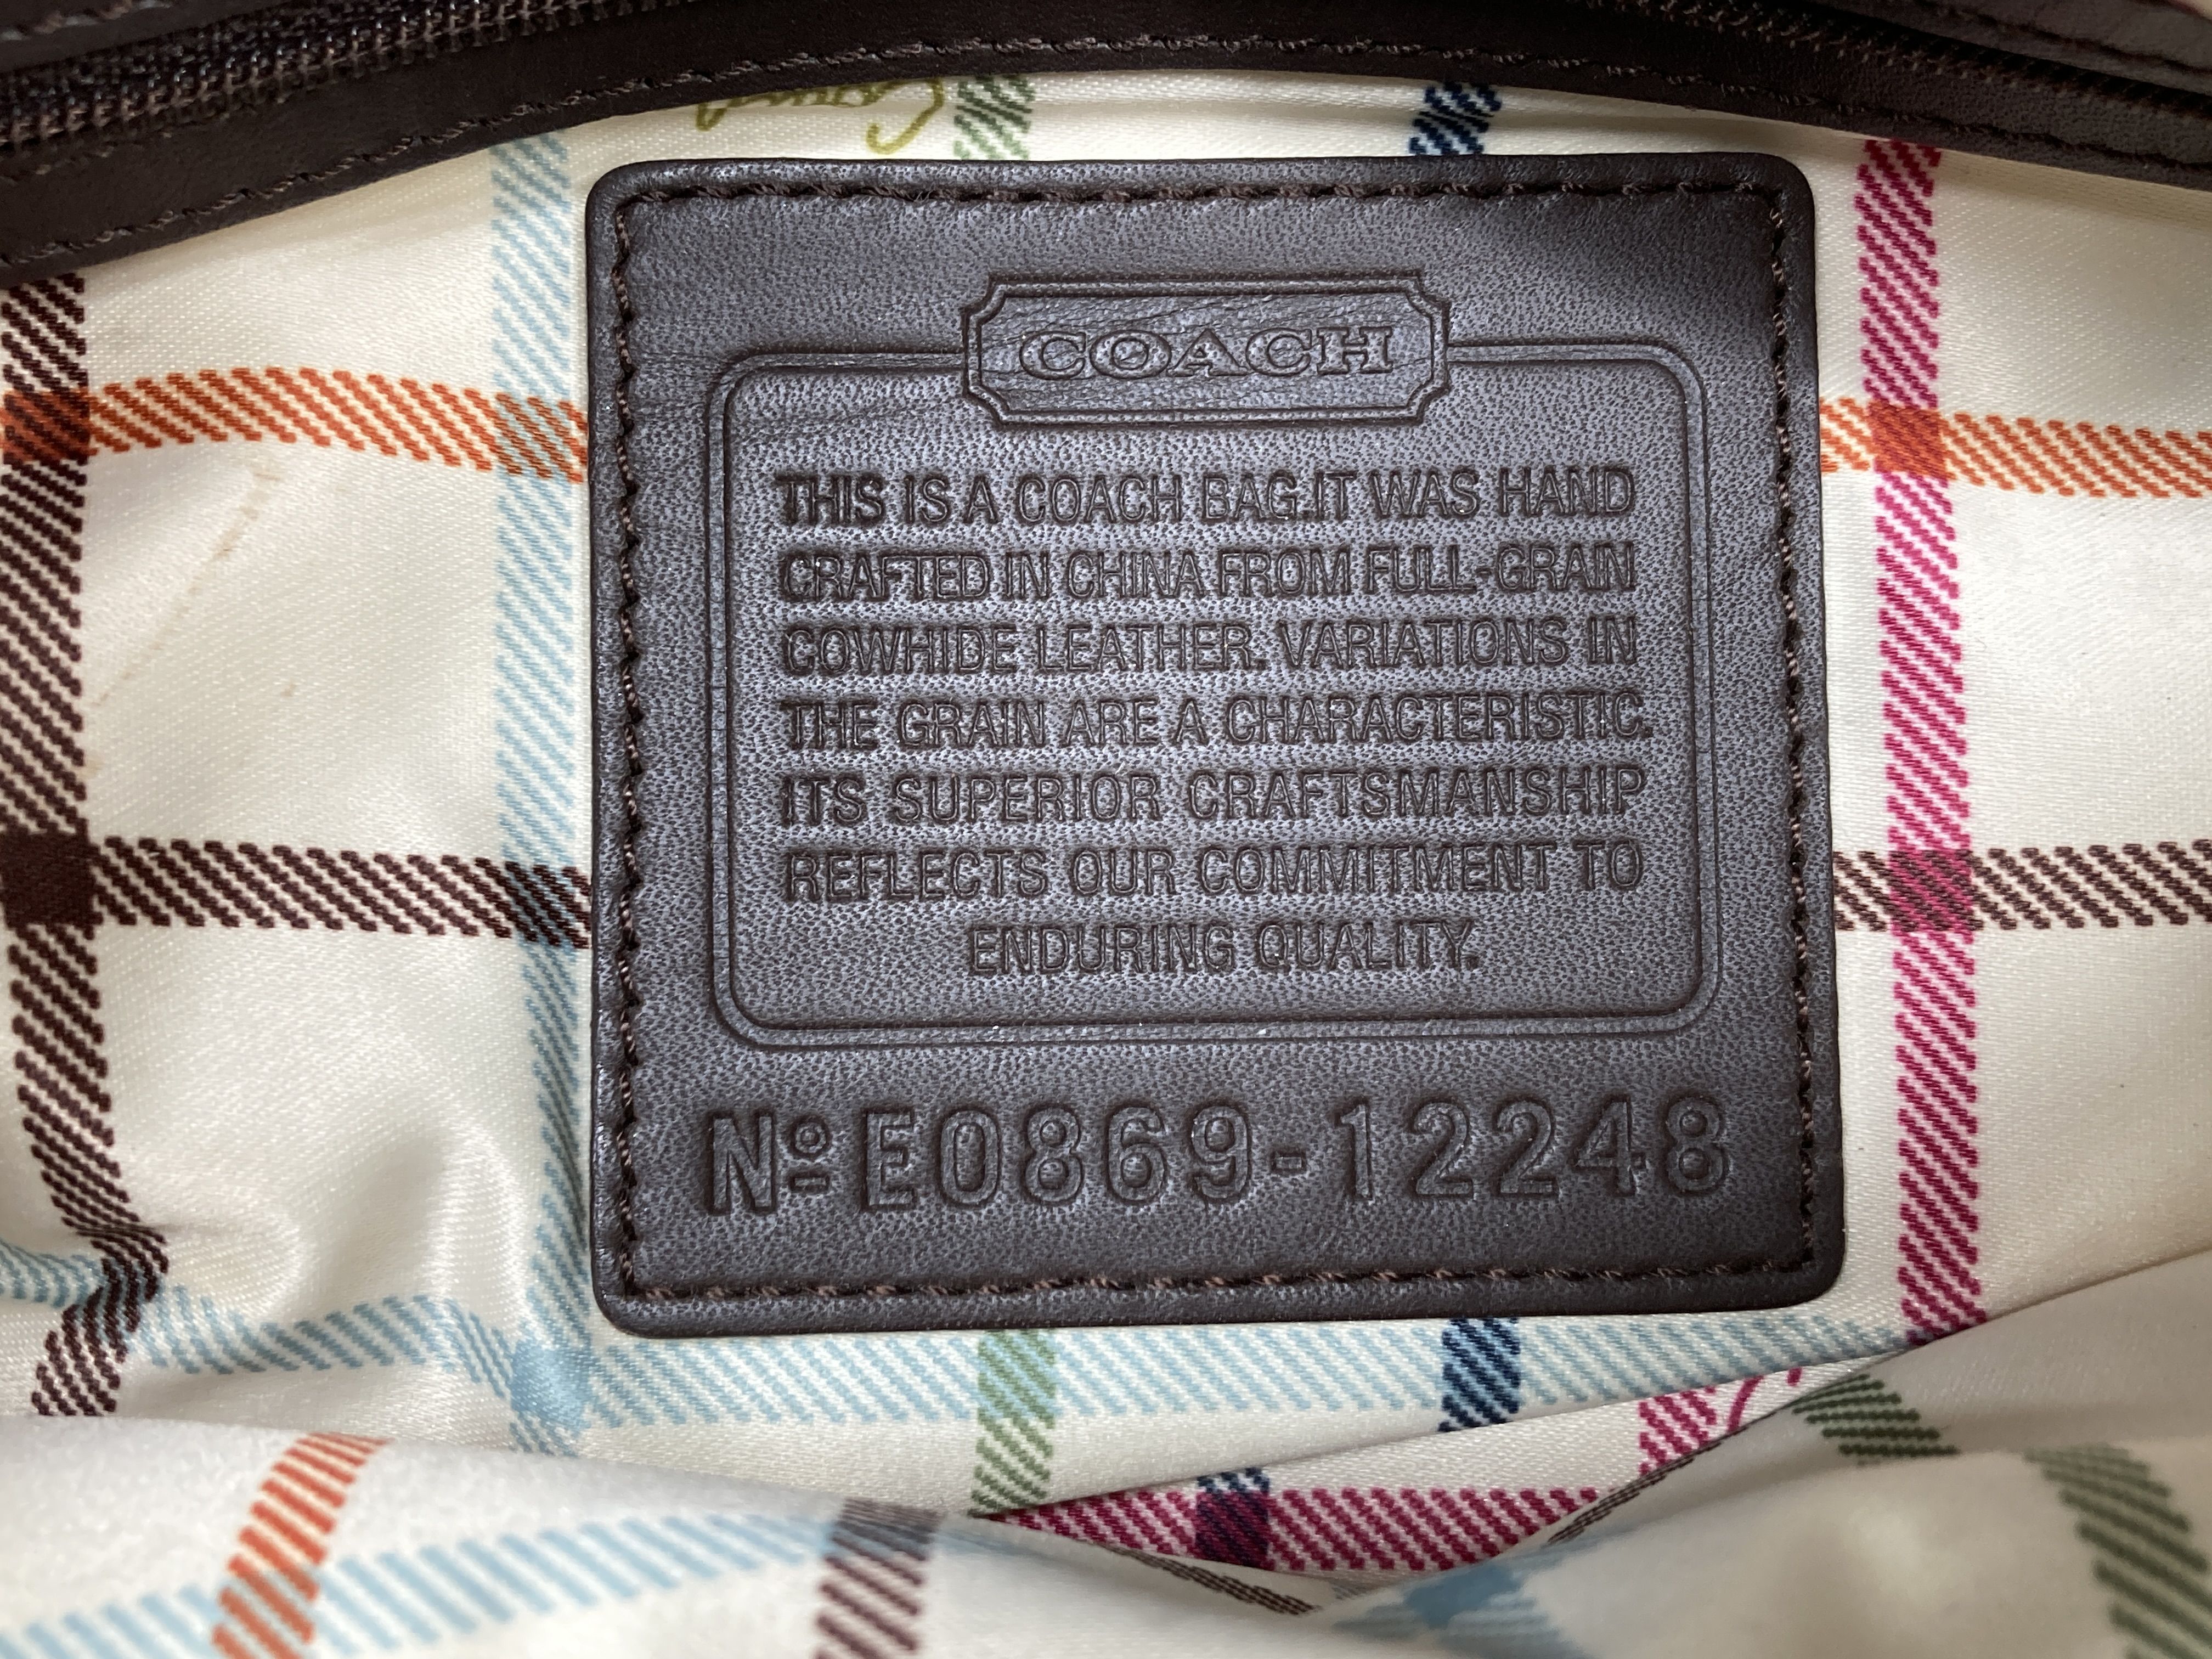 COACH
THIS IS A COACH BAG.IT WAS HAND
CRAFTED IN CHINA FROM FULL-GRAIN
COWHIDE LEATHER. VARIATIONS IN
THE GRAIN ARE A CHARACTERISTIC.
ITS SUPERIOR CRAFTSMANSHIP
REFLECTS OUR COMMITMENT TO
ENDURING QUALITY.
Nº E0869-12248